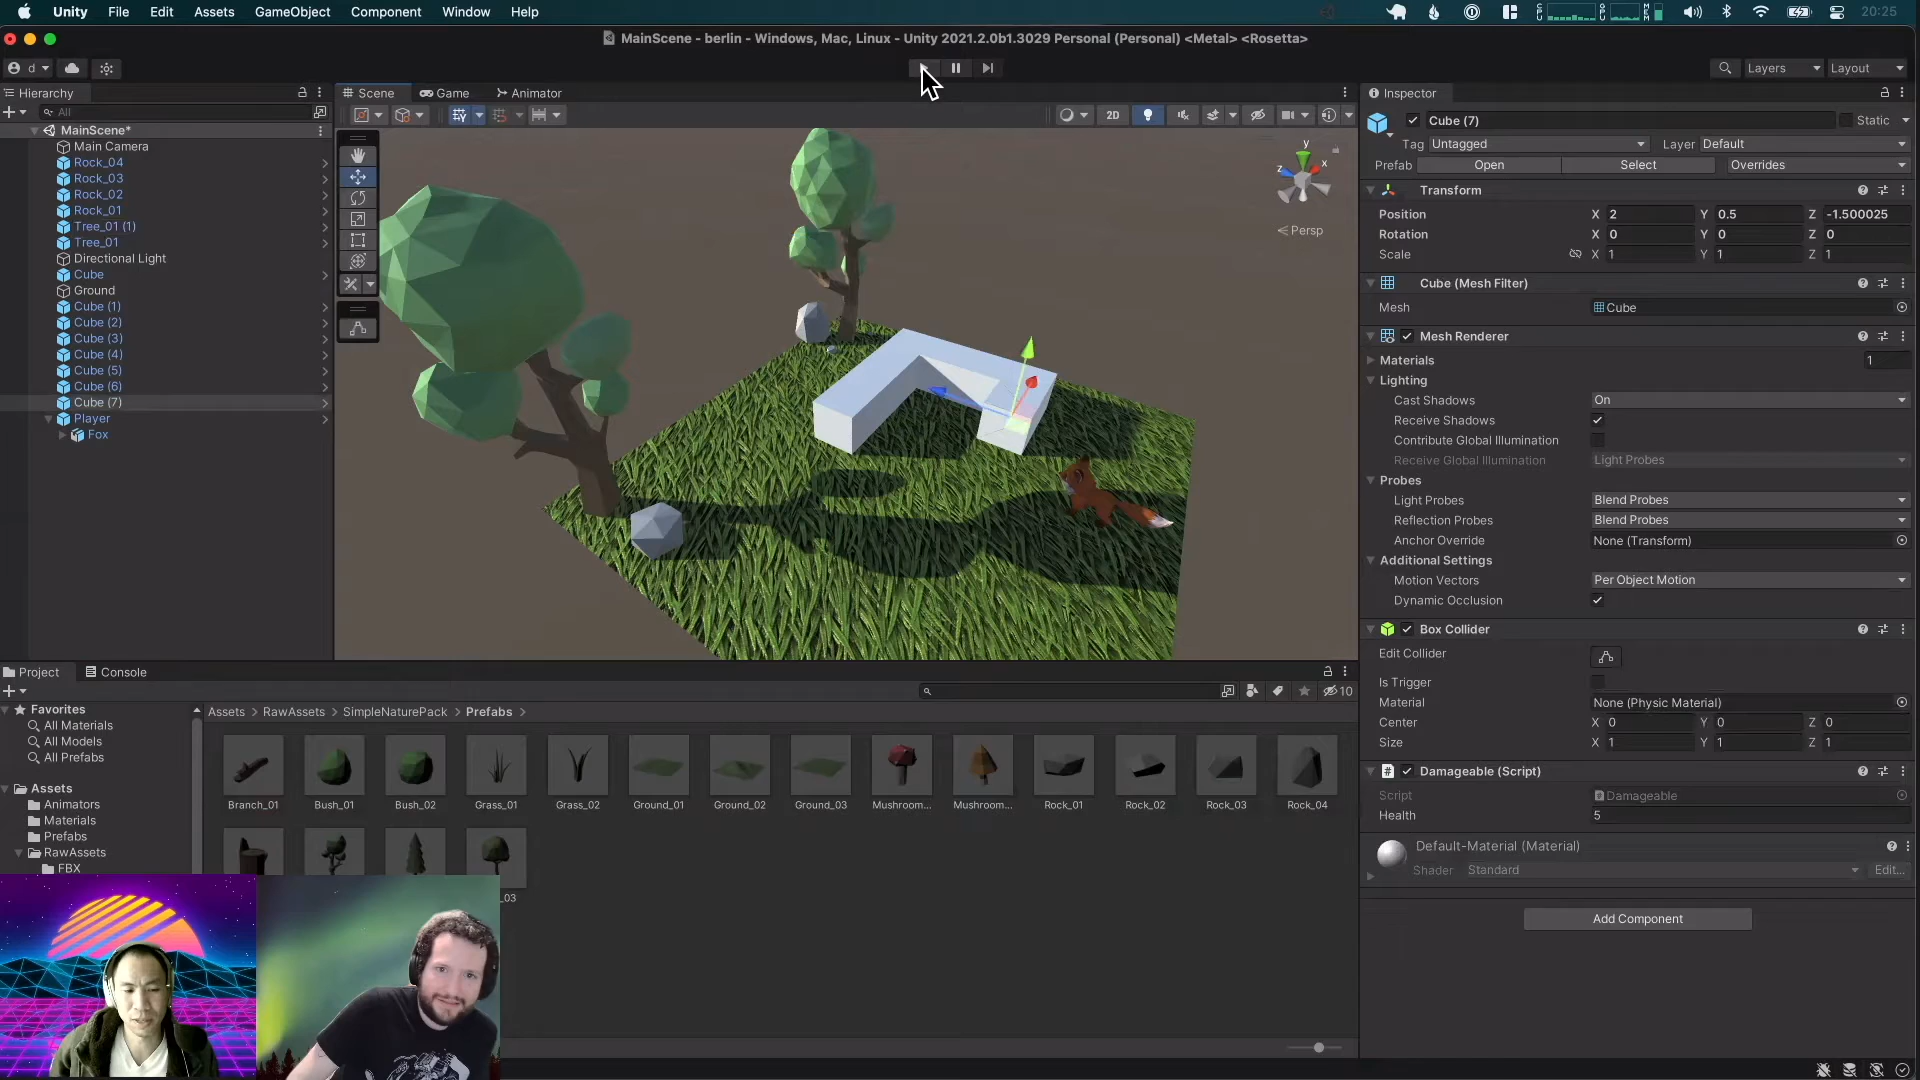 Unity File Edit Assets GameObject Component Window Help 20:25
MainScene - berlin - Windows, Mac, Linux - Unity 2021.2.0b1.3029 Personal (Personal) <Metal> <Rosetta>
d Layers Layout
Hierarchy
All
MainScene*
Main Camera
Rock_04
Rock_03
Rock_02
Rock_01
Tree_01 (1)
Tree_01
Directional Light
Cube
Ground
Cube (1)
Cube (2)
Cube (3)
Cube (4)
Cube (5)
Cube (6)
Cube (7)
Player
Fox
Scene Game Animator
2D
y
x
z
Persp
Inspector
Cube (7) Static
Tag Untagged Layer Default
Prefab Open Select Overrides
Transform
Position X 2 Y 0.5 Z -1.500025
Rotation X 0 Y 0 Z 0
Scale X 1 Y 1 Z 1
Cube (Mesh Filter)
Mesh Cube
Mesh Renderer
Materials 1
Lighting
Cast Shadows On
Receive Shadows
Contribute Global Illumination
Receive Global Illumination Light Probes
Probes
Light Probes Blend Probes
Reflection Probes Blend Probes
Anchor Override None (Transform)
Additional Settings
Motion Vectors Per Object Motion
Dynamic Occlusion
Box Collider
Edit Collider
Is Trigger
Material None (Physic Material)
Center X 0 Y 0 Z 0
Size X 1 Y 1 Z 1
Damageable (Script)
Script Damageable
Health 5
Default-Material (Material)
Shader Standard Edit...
Add Component
Project Console
10
Favorites
All Materials
All Models
All Prefabs
Assets
Animators
Materials
Prefabs
RawAssets
FBX
Assets > RawAssets > SimpleNaturePack > Prefabs >
Branch_01 Bush_01 Bush_02 Grass_01 Grass_02 Ground_01 Ground_02 Ground_03 Mushroom... Mushroom... Rock_01 Rock_02 Rock_03 Rock_04
_03